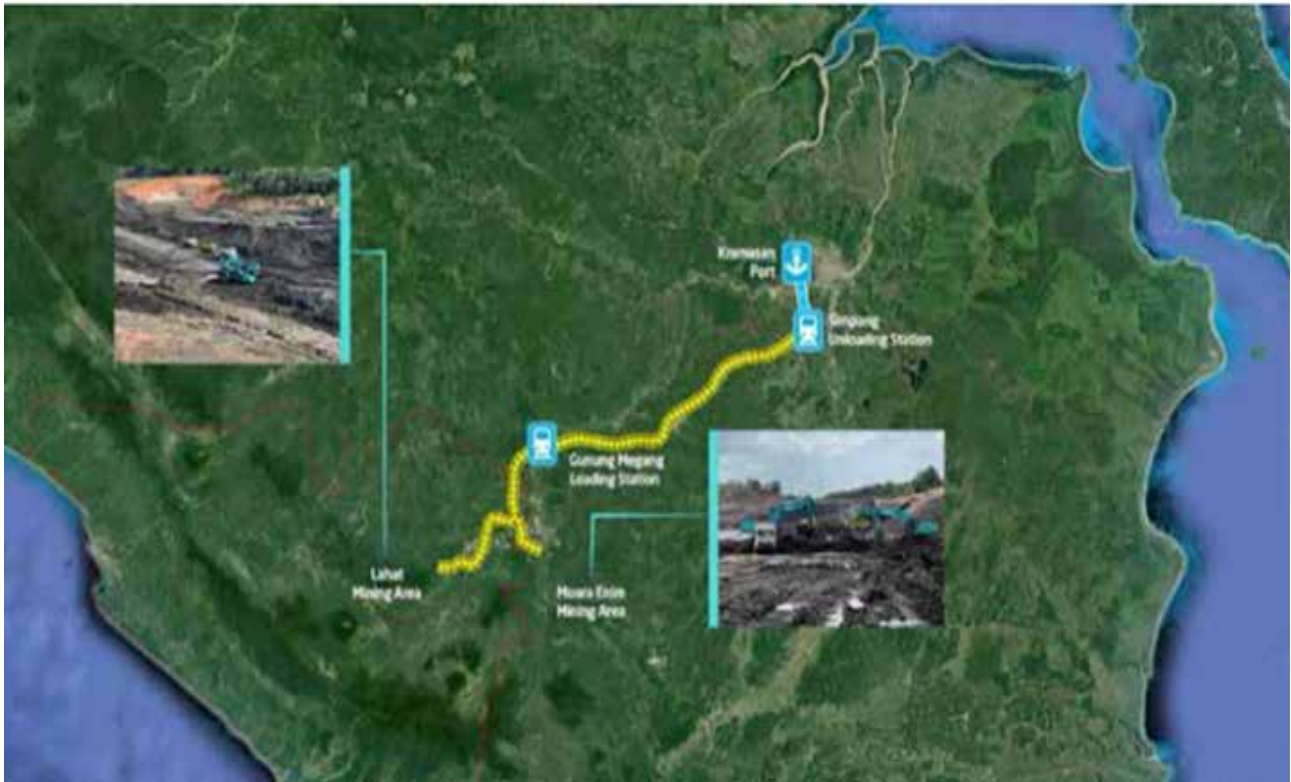 Kramasan
Port
Simpang
Unloading Station
Gunung Megang
Loading Station
Lahat
Mining Area
Muara Enim
Mining Area